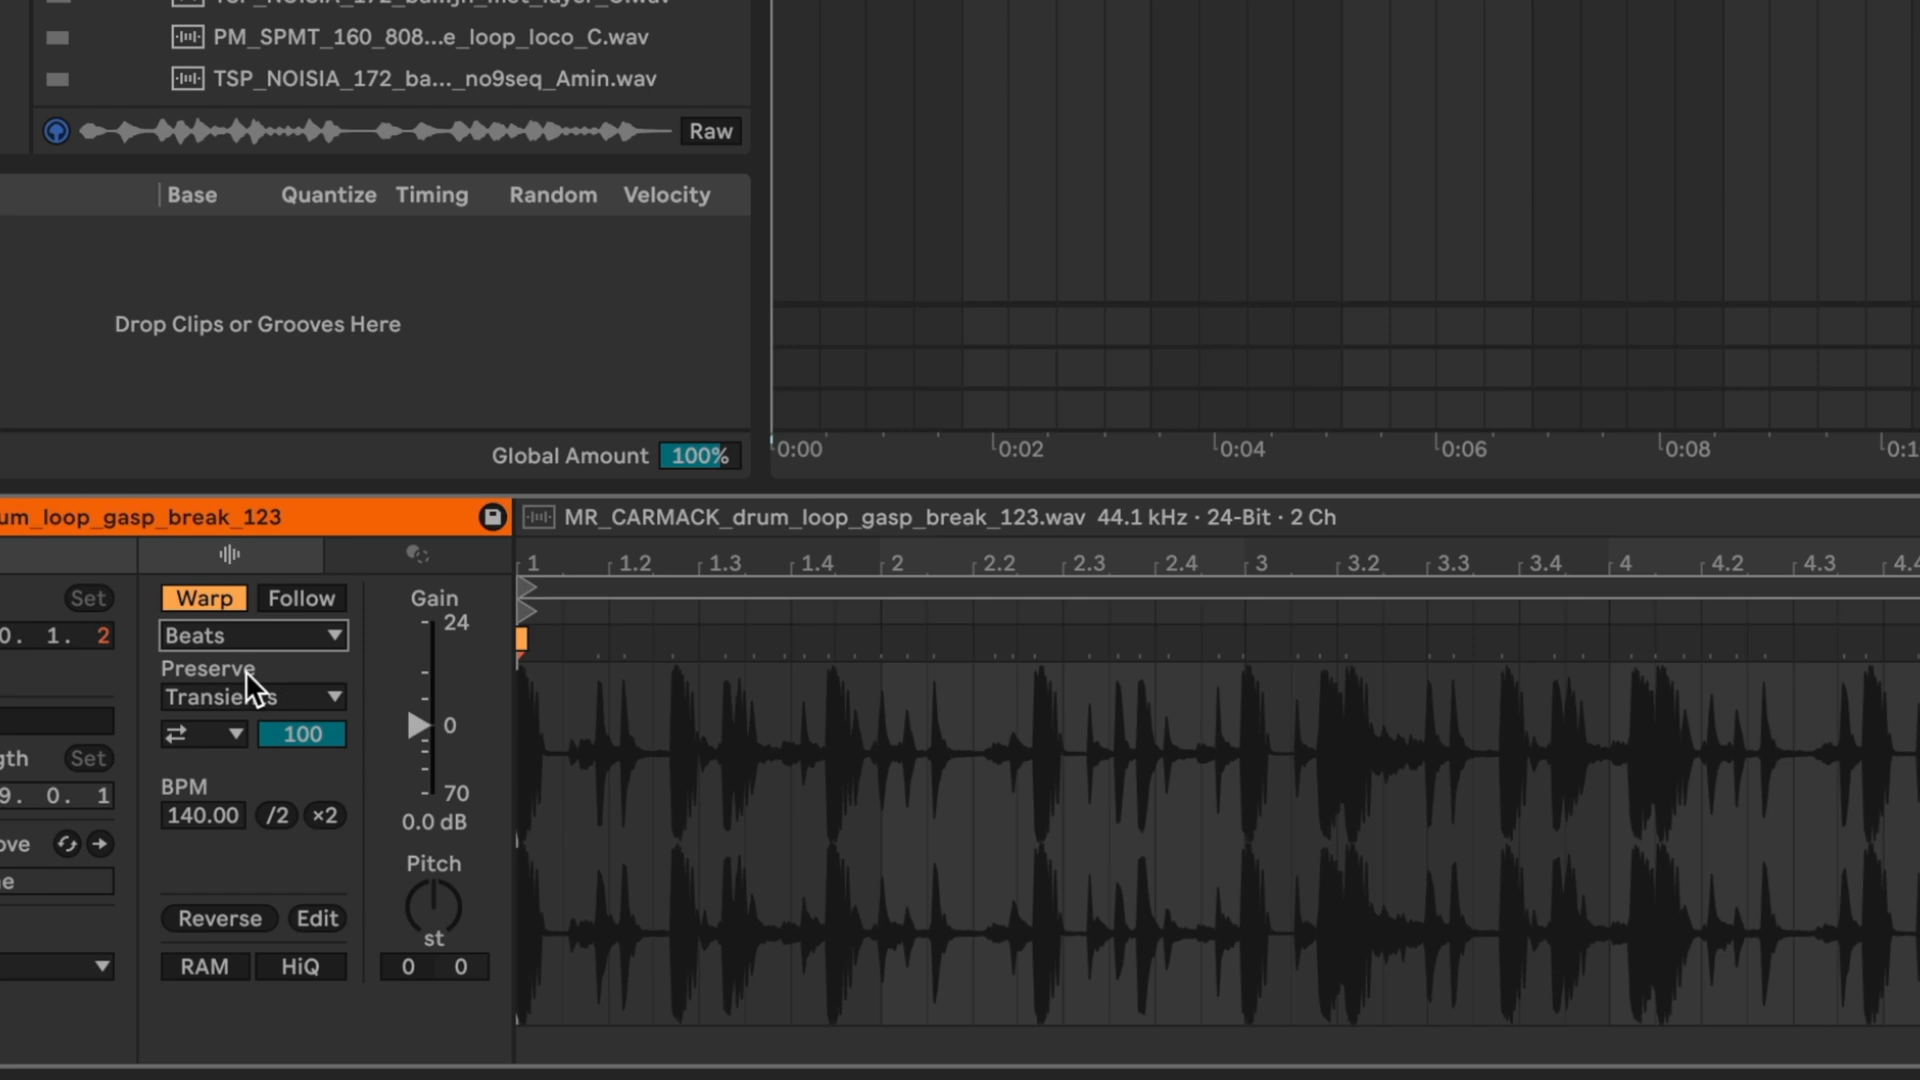 PM_SPMT_160_808...e_loop_loco_C.wav
TSP_NOISIA_172_ba..._no9seq_Amin.wav
Raw
Base Quantize Timing Random Velocity
Drop Clips or Grooves Here
Global Amount 100%
0:00 0:02 0:04 0:06 0:08 0:1
um_loop_gasp_break_123
MR_CARMACK_drum_loop_gasp_break_123.wav 44.1 kHz · 24-Bit · 2 Ch
1 1.2 1.3 1.4 2 2.2 2.3 2.4 3 3.2 3.3 3.4 4 4.2 4.3 4.4
Set
0. 1. 2
gth Set
9. 0. 1
ove
e
Warp Follow
Beats
Preserve
Transients
100
BPM
140.00 /2 ×2
Reverse Edit
RAM HiQ
Gain
24
0
70
0.0 dB
Pitch
st
0 0